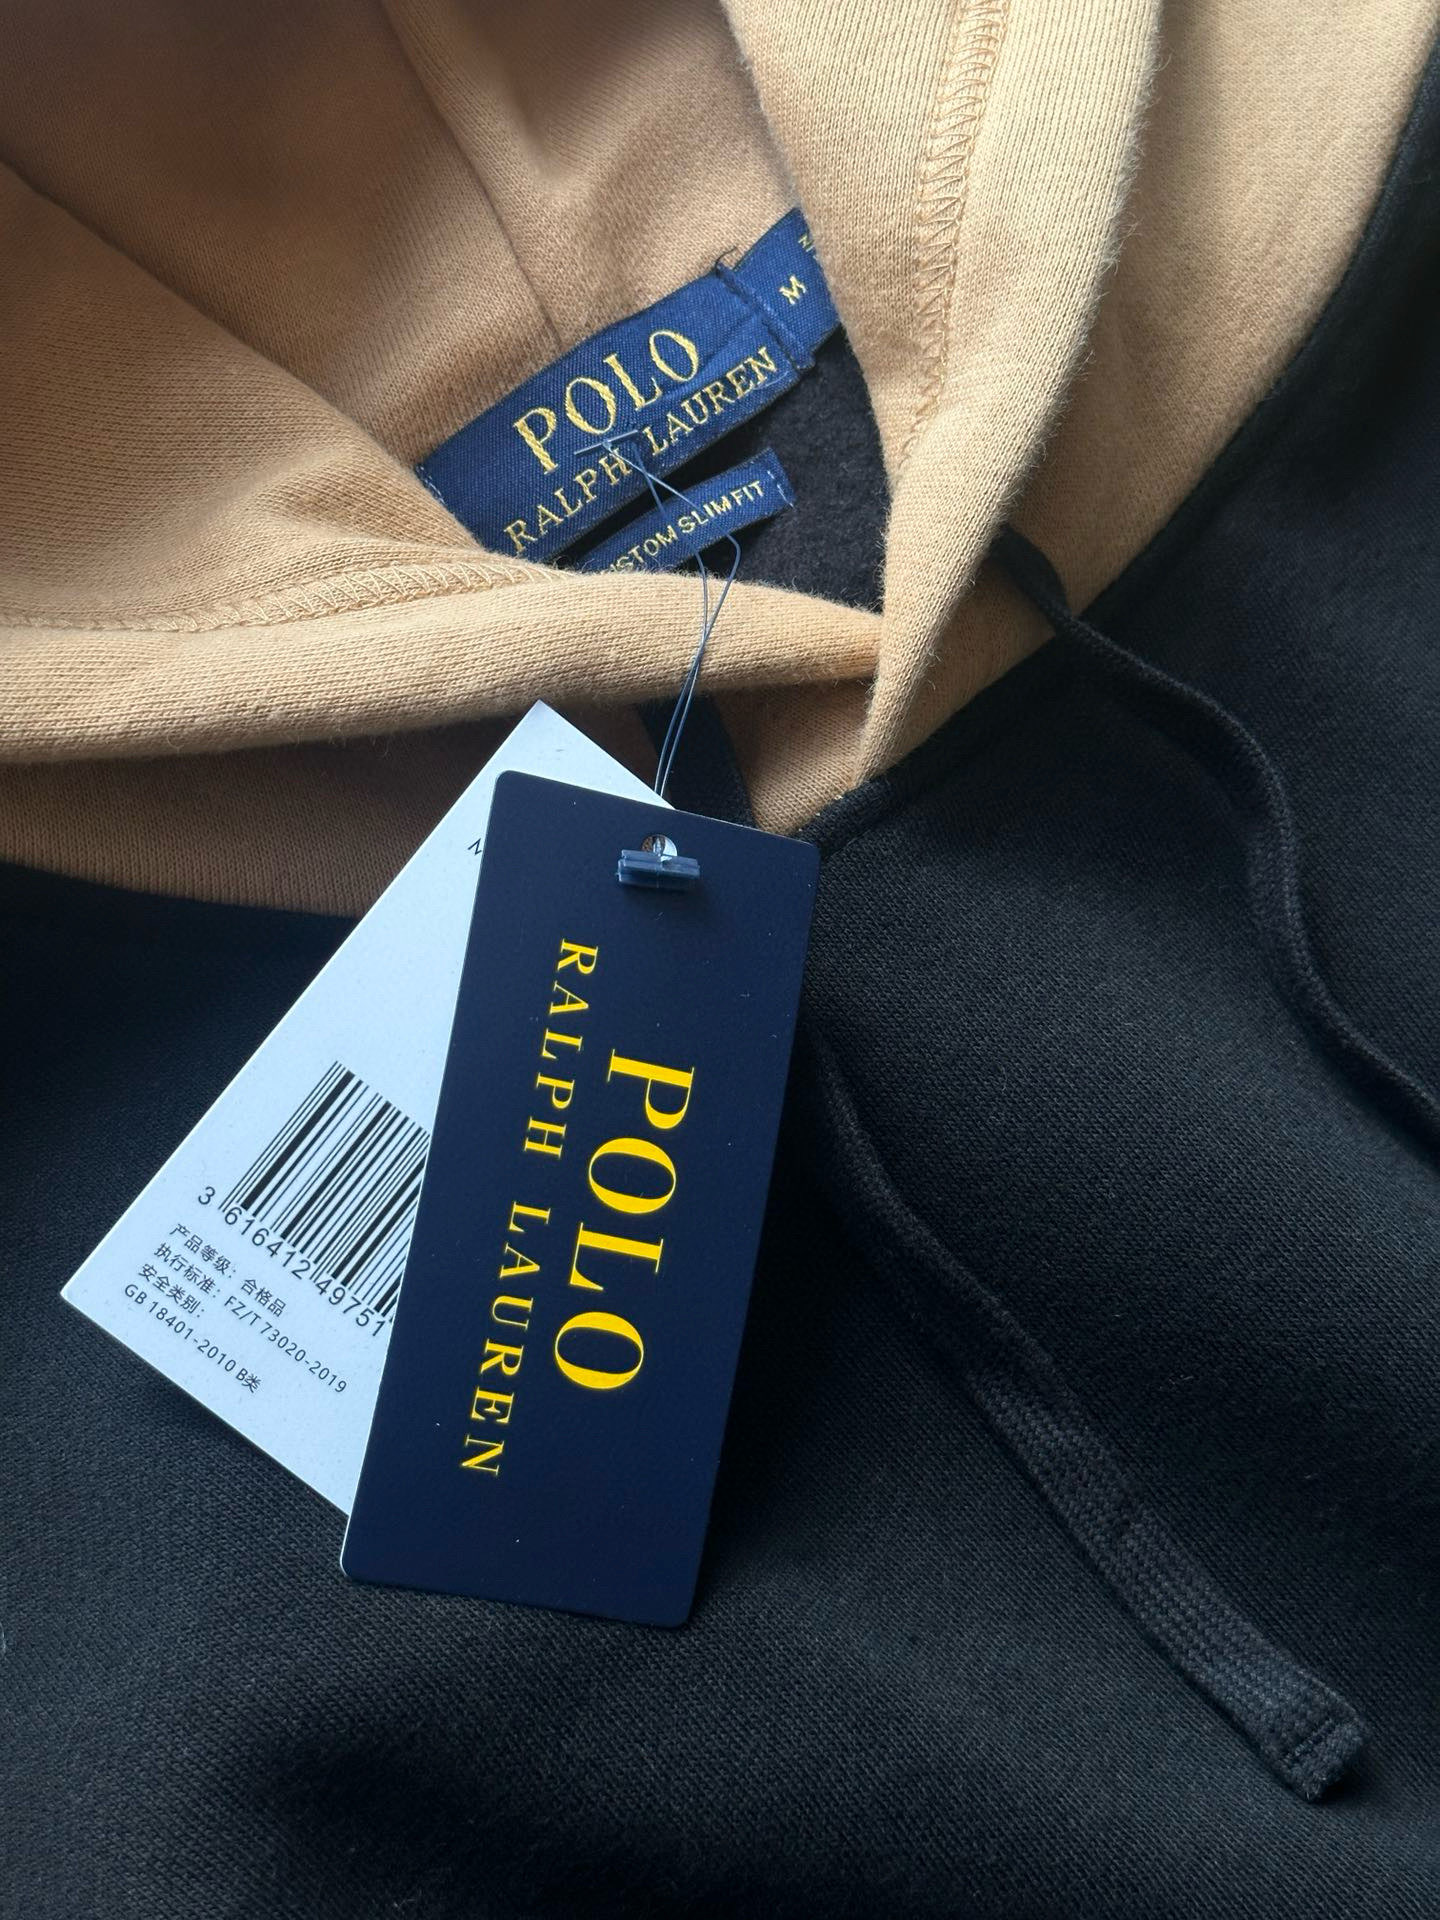 POLO
RALPH LAUREN
M
CUSTOM SLIM FIT
POLO
RALPH LAUREN
3 616412 49751
产品等级：合格品
执行标准：FZ/T 73020-2019
安全类别：
GB 18401-2010 B类